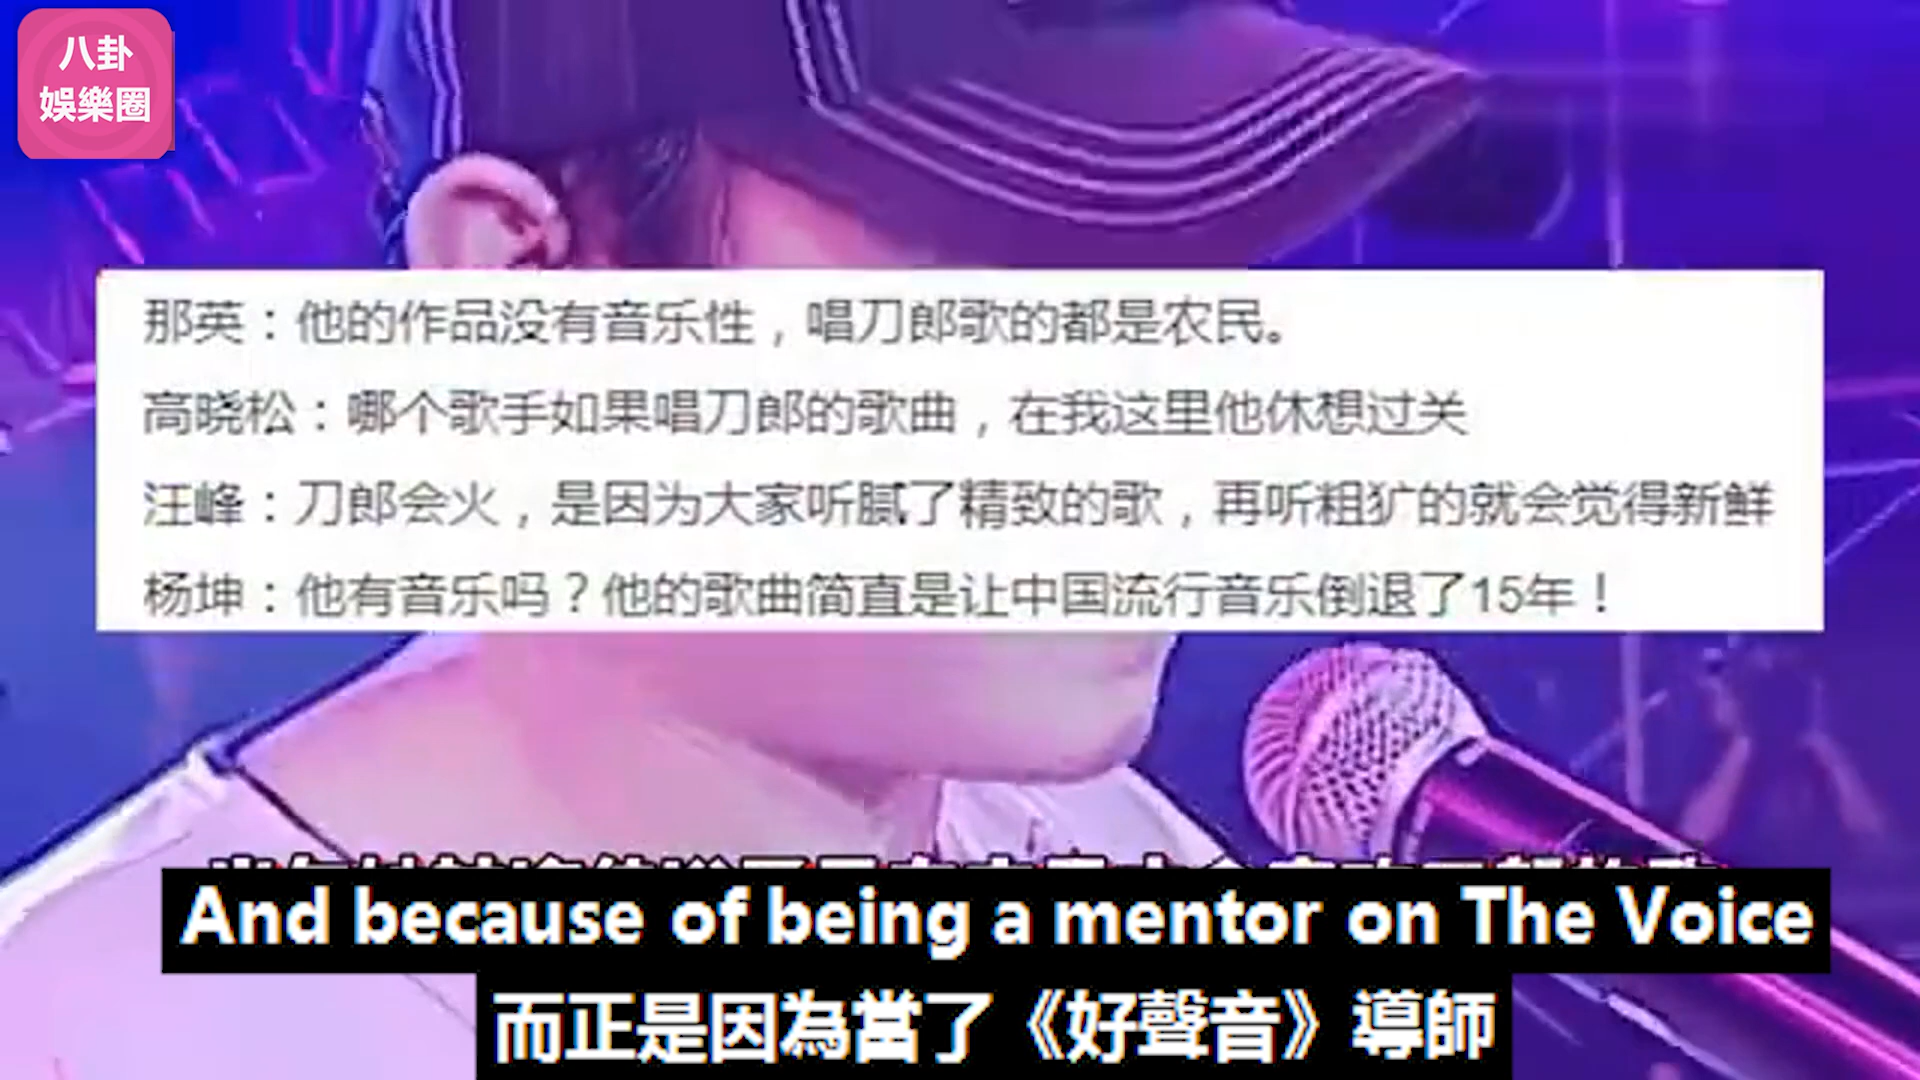 八卦
娛樂圈
那英：他的作品没有音乐性，唱刀郎歌的都是农民。
高晓松：哪个歌手如果唱刀郎的歌曲，在我这里他休想过关
汪峰：刀郎会火，是因为大家听腻了精致的歌，再听粗犷的就会觉得新鲜
杨坤：他有音乐吗？他的歌曲简直是让中国流行音乐倒退了15年！
And because of being a mentor on The Voice
而正是因為當了《好聲音》導師